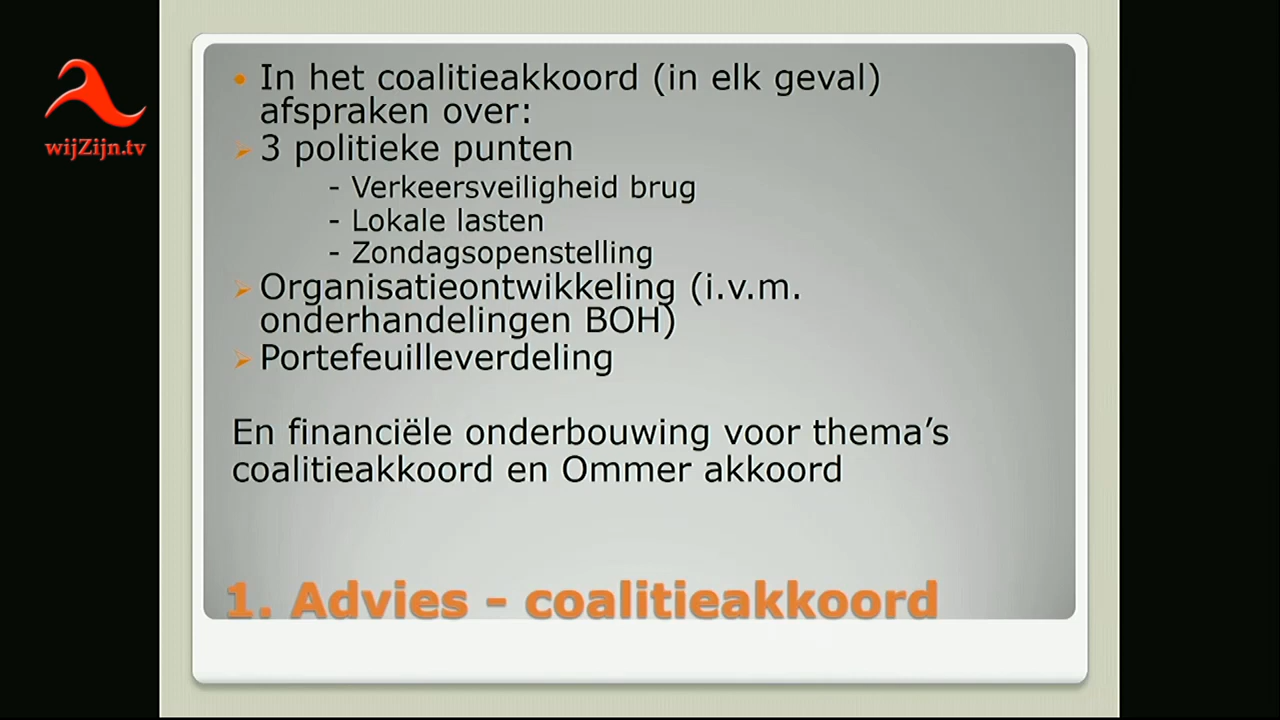 wijZijn.tv
• In het coalitieakkoord (in elk geval)
afspraken over:
➢ 3 politieke punten
- Verkeersveiligheid brug
- Lokale lasten
- Zondagsopenstelling
➢ Organisatieontwikkeling (i.v.m.
onderhandelingen BOH)
➢ Portefeuilleverdeling
En financiële onderbouwing voor thema’s
coalitieakkoord en Ommer akkoord
1. Advies - coalitieakkoord